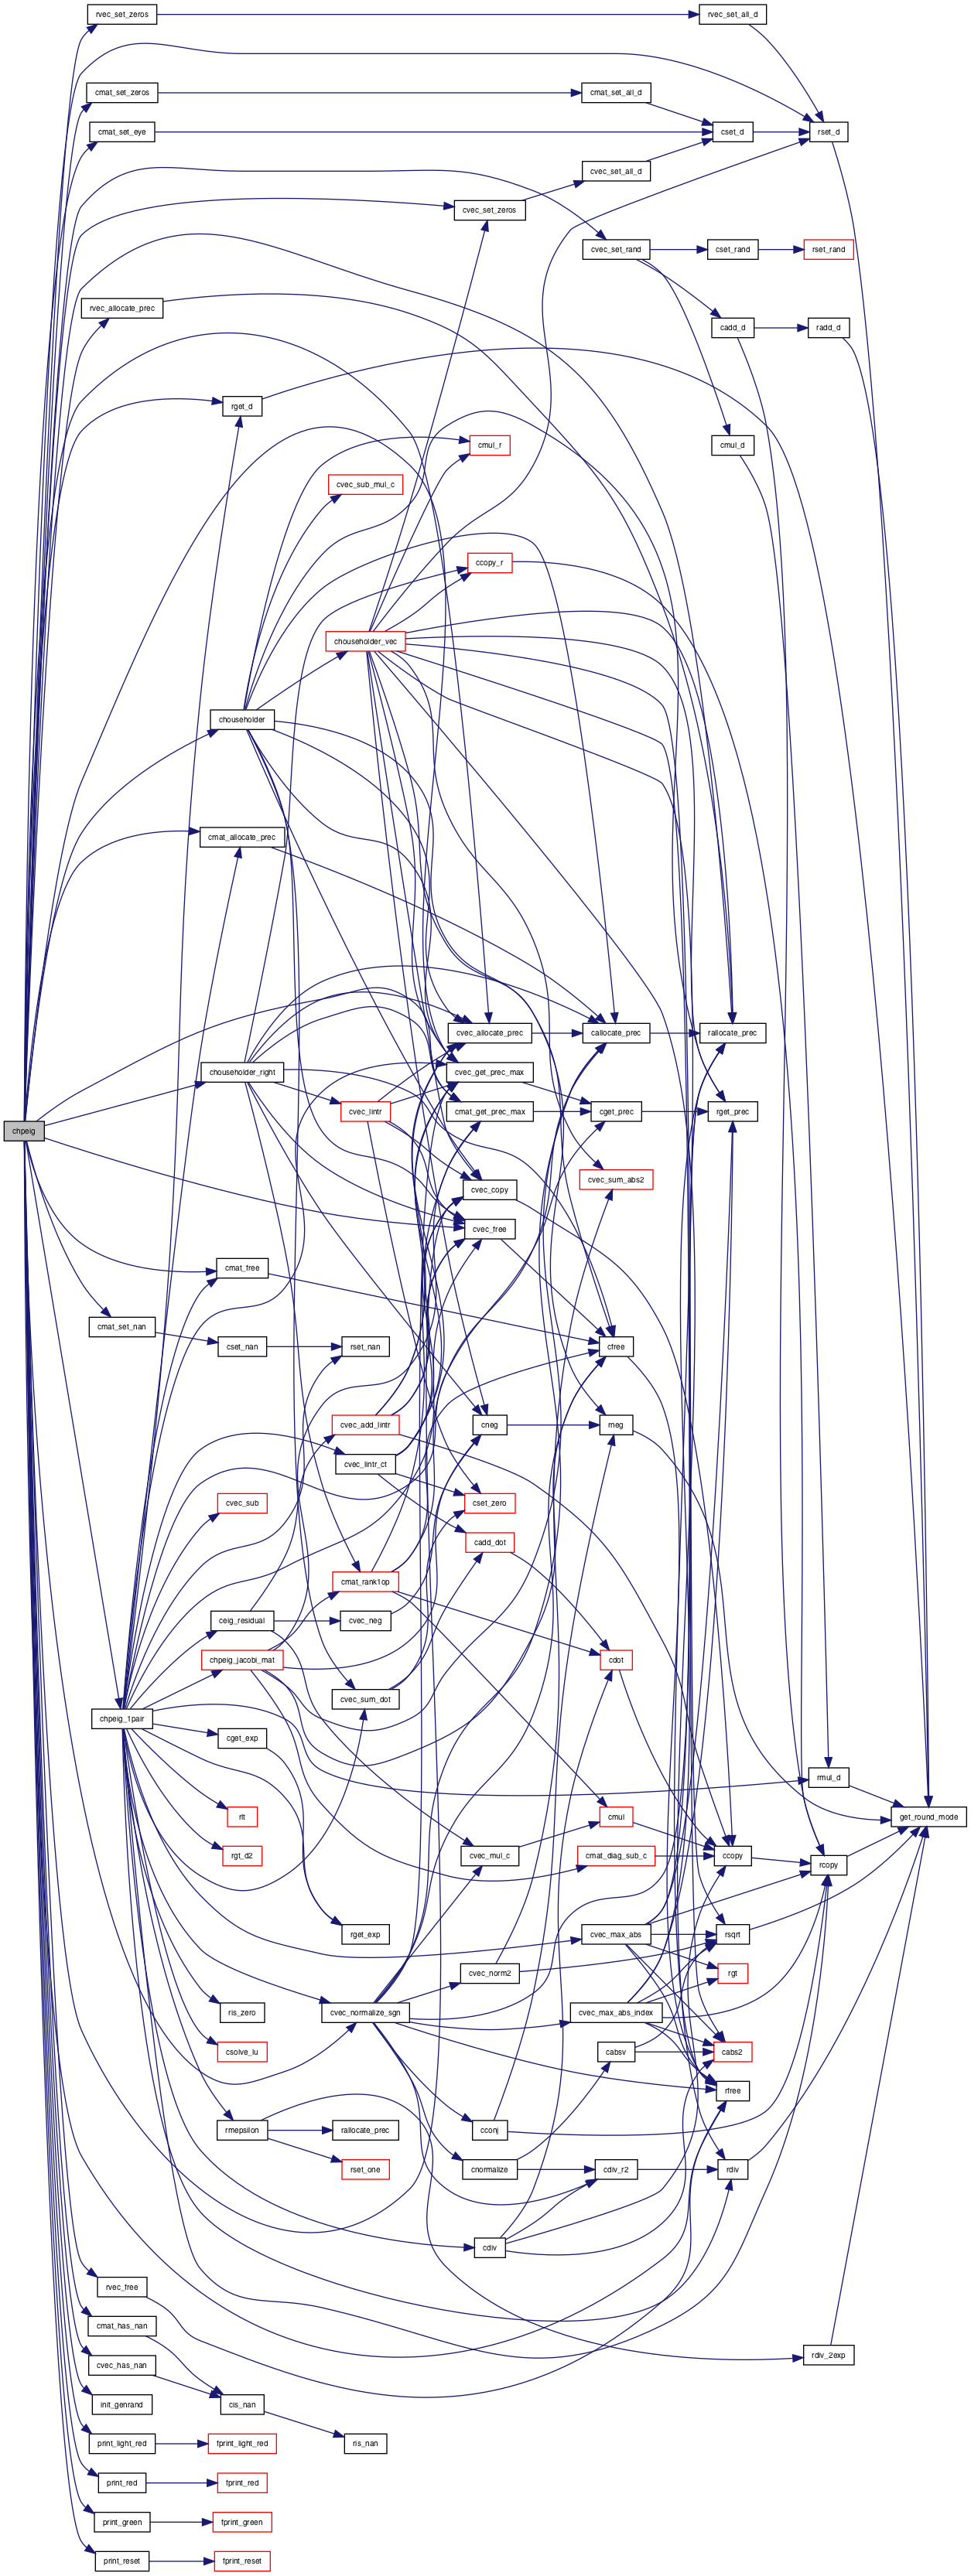 rvec_set_zeros
rvec_set_all_d
cmat_set_zeros
cmat_set_all_d
cmat_set_eye
cset_d
rset_d
cvec_set_all_d
cvec_set_zeros
cvec_set_rand
cset_rand
rset_rand
rvec_allocate_prec
cadd_d
radd_d
rget_d
cmul_r
cmul_d
cvec_sub_mul_c
ccopy_r
chouseholder_vec
chouseholder
cmat_allocate_prec
cvec_allocate_prec
callocate_prec
rallocate_prec
chouseholder_right
cvec_get_prec_max
cvec_lintr
cmat_get_prec_max
cget_prec
rget_prec
chpeig
cvec_sum_abs2
cvec_copy
cvec_free
cmat_free
cmat_set_nan
cset_nan
rset_nan
cfree
cvec_add_lintr
cneg
rneg
cvec_lintr_ct
cvec_sub
cset_zero
cadd_dot
cmat_rank1op
ceig_residual
cvec_neg
chpeig_jacobi_mat
cdot
cvec_sum_dot
chpeig_1pair
cget_exp
rmul_d
rlt
cmul
get_round_mode
rgt_d2
cvec_mul_c
cmat_diag_sub_c
ccopy
rcopy
rget_exp
cvec_max_abs
rsqrt
cvec_norm2
rgt
ris_zero
cvec_normalize_sgn
cvec_max_abs_index
csolve_lu
cabsv
cabs2
rfree
rmepsilon
rallocate_prec
cconj
rset_one
cnormalize
cdiv_r2
rdiv
cdiv
rvec_free
cmat_has_nan
rdiv_2exp
cvec_has_nan
init_genrand
cis_nan
print_light_red
fprint_light_red
ris_nan
print_red
fprint_red
print_green
fprint_green
print_reset
fprint_reset